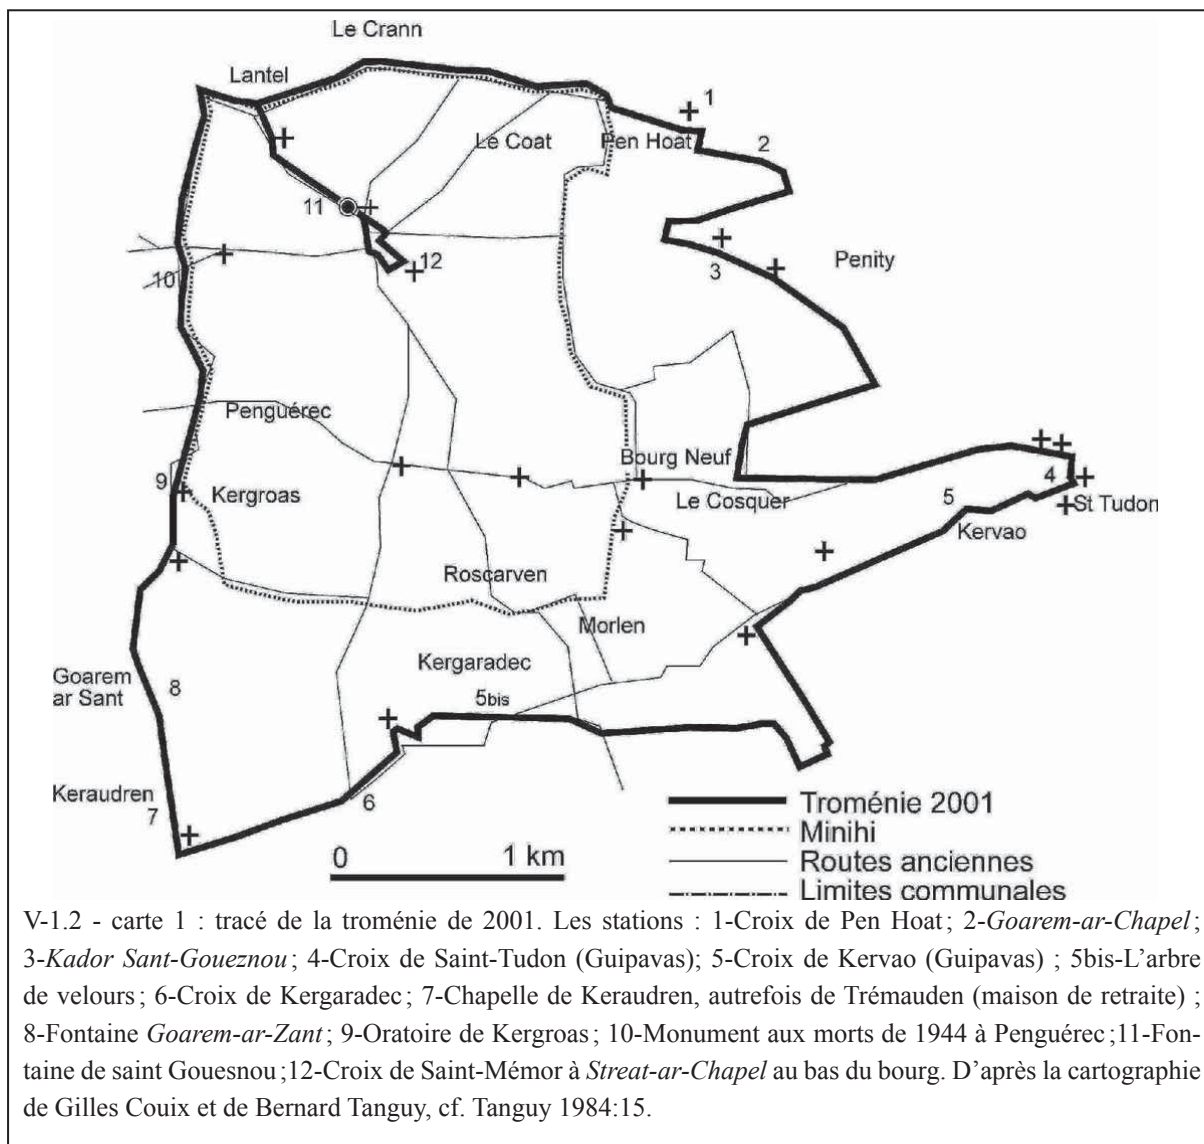 Le Crann
Lantel
1
Le Coat
Pen Hoat
2
11
12
3
Penity
10
Penguérec
Bourg Neuf
9
Kergroas
Le Cosquer
4
5
St Tudon
Kervao
Roscarven
Morlen
Goarem
ar Sant
8
Kergaradec
5bis
Keraudren
7
6
0 1 km
Troménie 2001
Minihi
Routes anciennes
Limites communales
V-1.2 - carte 1 : tracé de la troménie de 2001. Les stations : 1-Croix de Pen Hoat ; 2-Goarem-ar-Chapel ;
3-Kador Sant-Goueznou ; 4-Croix de Saint-Tudon (Guipavas); 5-Croix de Kervao (Guipavas) ; 5bis-L'arbre
de velours ; 6-Croix de Kergaradec ; 7-Chapelle de Keraudren, autrefois de Trémauden (maison de retraite) ;
8-Fontaine Goarem-ar-Zant ; 9-Oratoire de Kergroas ; 10-Monument aux morts de 1944 à Penguérec ;11-Fon-
taine de saint Gouesnou ;12-Croix de Saint-Mémor à Streat-ar-Chapel au bas du bourg. D'après la cartographie
de Gilles Couix et de Bernard Tanguy, cf. Tanguy 1984:15.